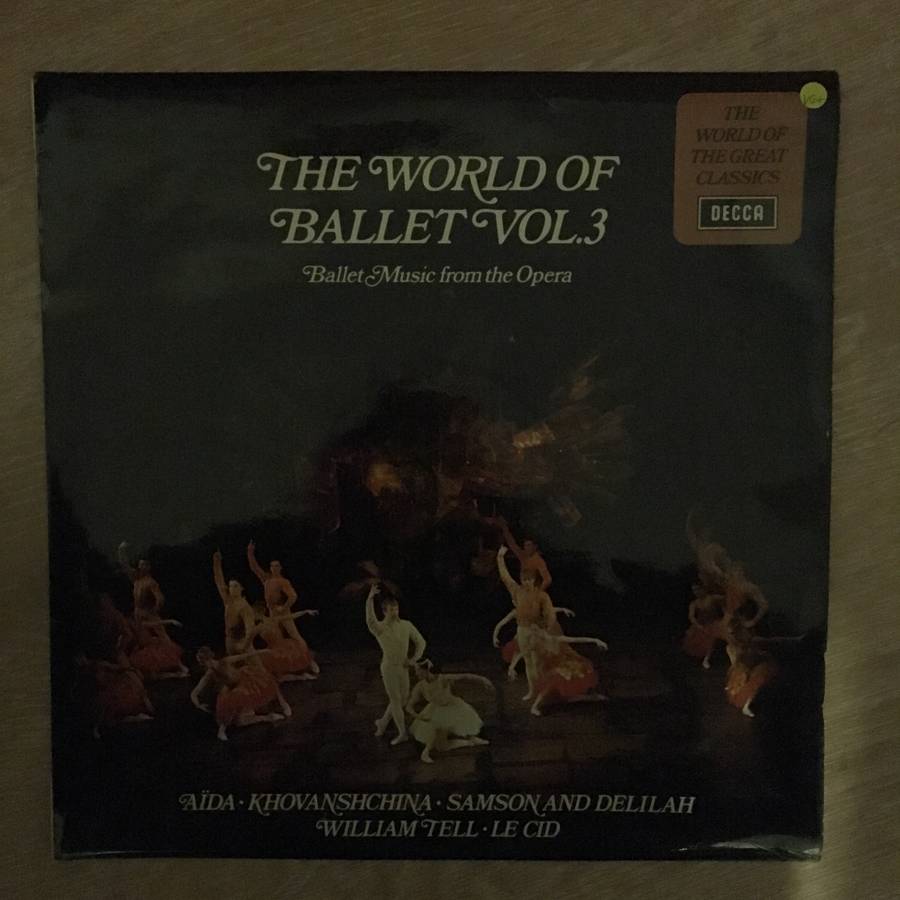 THE WORLD OF
BALLET VOL.3
Ballet Music from the Opera
THE
WORLD OF
THE GREAT
CLASSICS
DECCA
VG+
AÏDA · KHOVANSHCHINA · SAMSON AND DELILAH
WILLIAM TELL · LE CID